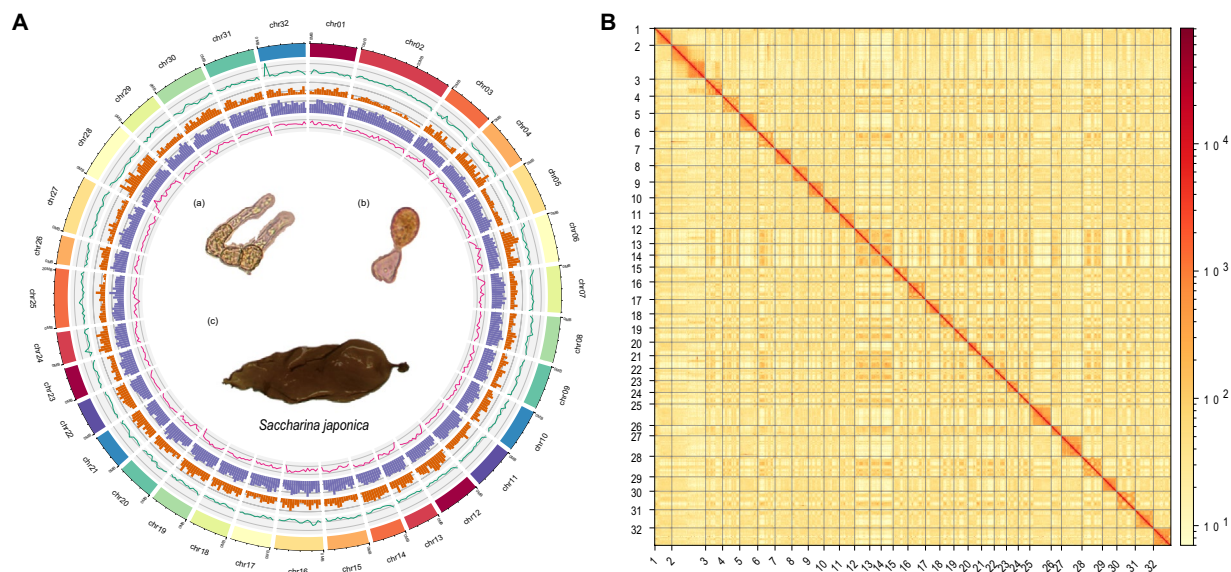 A
chr01
chr02
chr03
chr04
chr05
chr06
chr07
chr08
chr09
chr10
chr11
chr12
chr13
chr14
chr15
chr16
chr17
chr18
chr19
chr20
chr21
chr22
chr23
chr24
chr25
chr26
chr27
chr28
chr29
chr30
chr31
chr32
(a)
(b)
(c)
Saccharina japonica
B
1
2
3
4
5
6
7
8
9
10
11
12
13
14
15
16
17
18
19
20
21
22
23
24
25
26
27
28
29
30
31
32
1 2 3 4 5 6 7 8 9 10 11 12 13 14 15 16 17 18 19 20 21 22 23 24 25 26 27 28 29 30 31 32
10^4
10^3
10^2
10^1